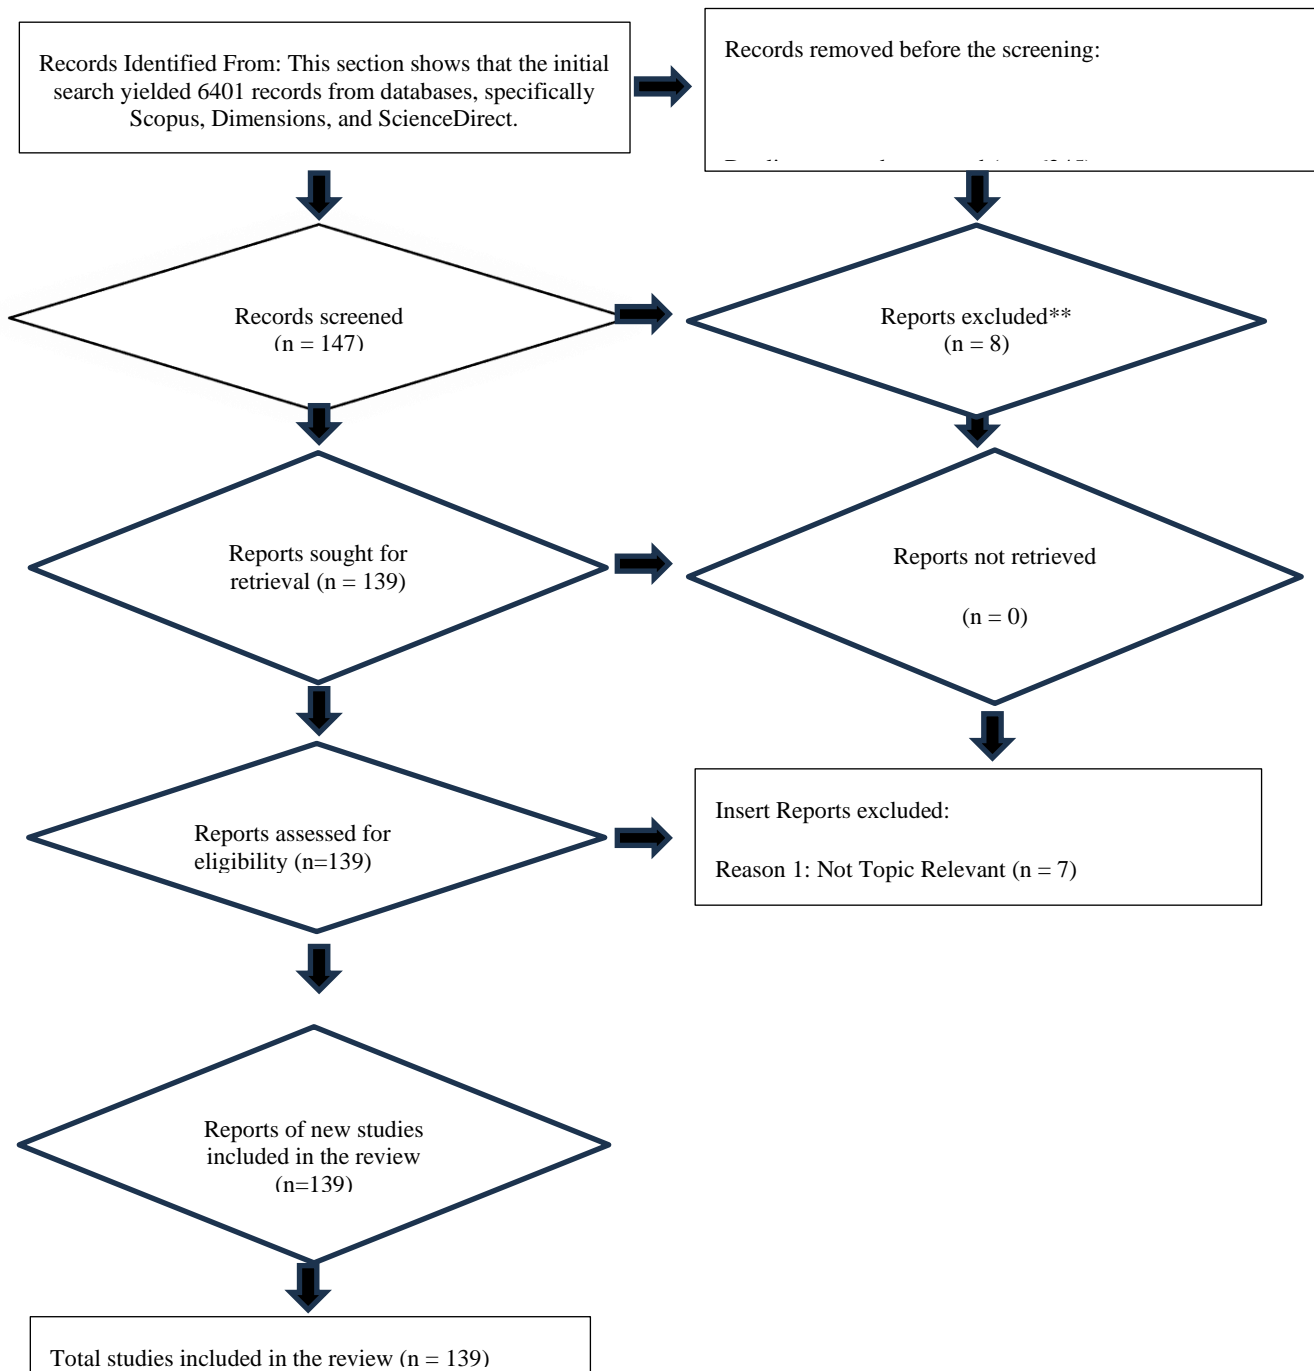 Records Identified From: This section shows that the initial
search yielded 6401 records from databases, specifically
Scopus, Dimensions, and ScienceDirect.
Records removed before the screening:
Records screened
(n = 147)
Reports excluded**
(n = 8)
Reports sought for
retrieval (n = 139)
Reports not retrieved
(n = 0)
Reports assessed for
eligibility (n=139)
Insert Reports excluded:
Reason 1: Not Topic Relevant (n = 7)
Reports of new studies
included in the review
(n=139)
Total studies included in the review (n = 139)